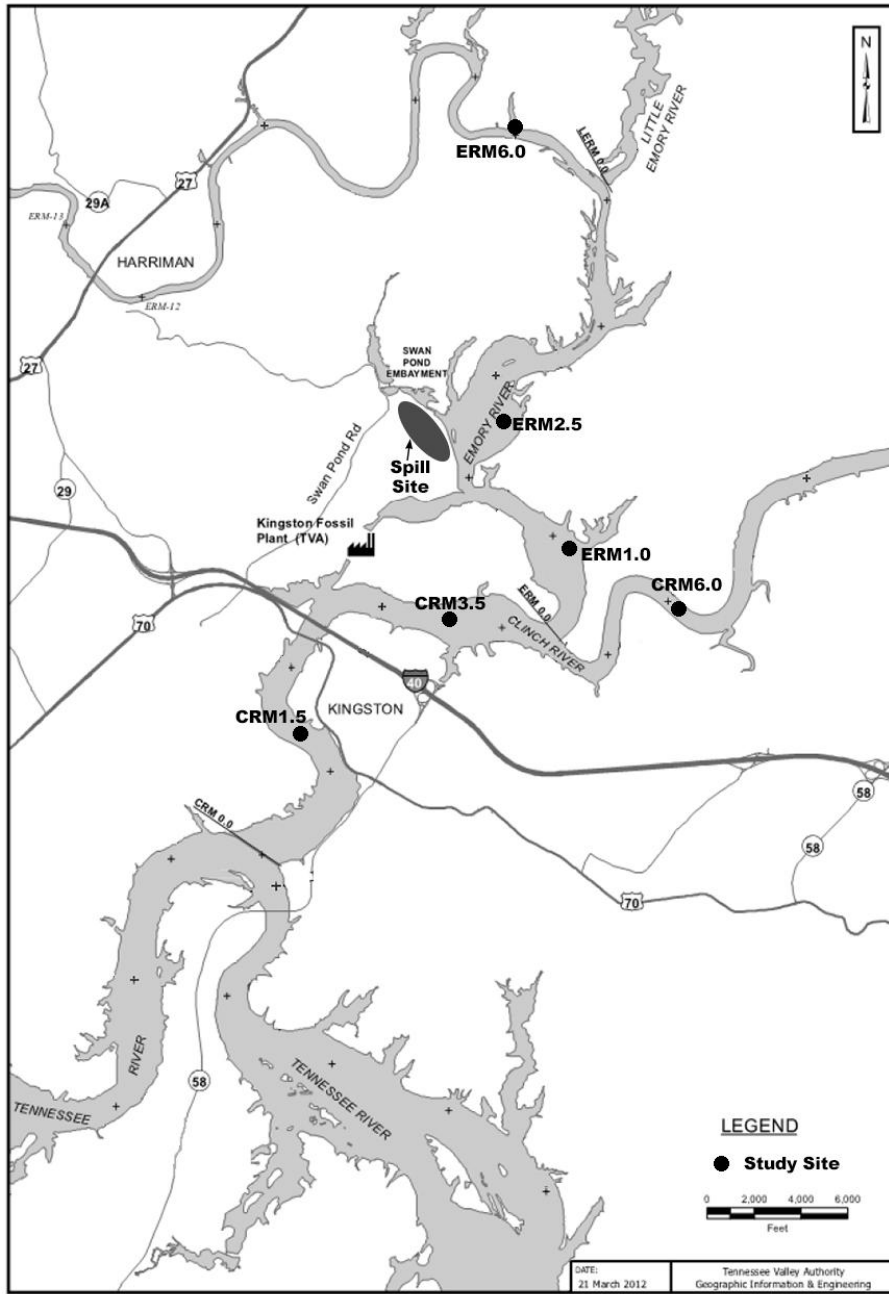 N
LITTLE
EMORY RIVER
LERM 0.0
ERM6.0
27
29A
ERM-13
HARRIMAN
ERM-12
27
SWAN
POND
EMBAYMENT
EMORY RIVER
ERM2.5
Spill
Site
Swan Pond Rd
29
Kingston Fossil
Plant (TVA)
ERM1.0
ERM 0.0
CRM6.0
CRM3.5
CLINCH RIVER
70
40
KINGSTON
CRM1.5
58
CRM 0.0
58
70
RIVER
TENNESSEE
58
TENNESSEE RIVER
LEGEND
Study Site
0 2,000 4,000 6,000
Feet
DATE:
21 March 2012
Tennessee Valley Authority
Geographic Information & Engineering